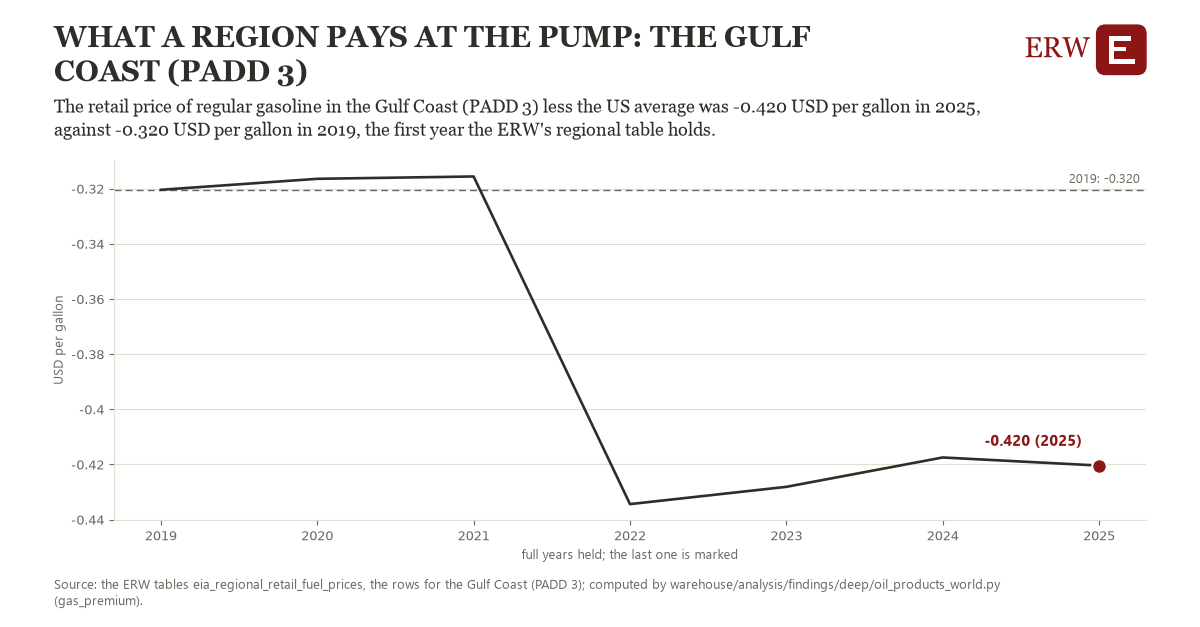 WHAT A REGION PAYS AT THE PUMP: THE GULF
COAST (PADD 3)
ERW E
The retail price of regular gasoline in the Gulf Coast (PADD 3) less the US average was -0.420 USD per gallon in 2025,
against -0.320 USD per gallon in 2019, the first year the ERW's regional table holds.
2019: -0.320
-0.32
-0.34
-0.36
-0.38
-0.4
-0.42
-0.44
USD per gallon
-0.420 (2025)
2019 2020 2021 2022 2023 2024 2025
full years held; the last one is marked
Source: the ERW tables eia_regional_retail_fuel_prices, the rows for the Gulf Coast (PADD 3); computed by warehouse/analysis/findings/deep/oil_products_world.py
(gas_premium).